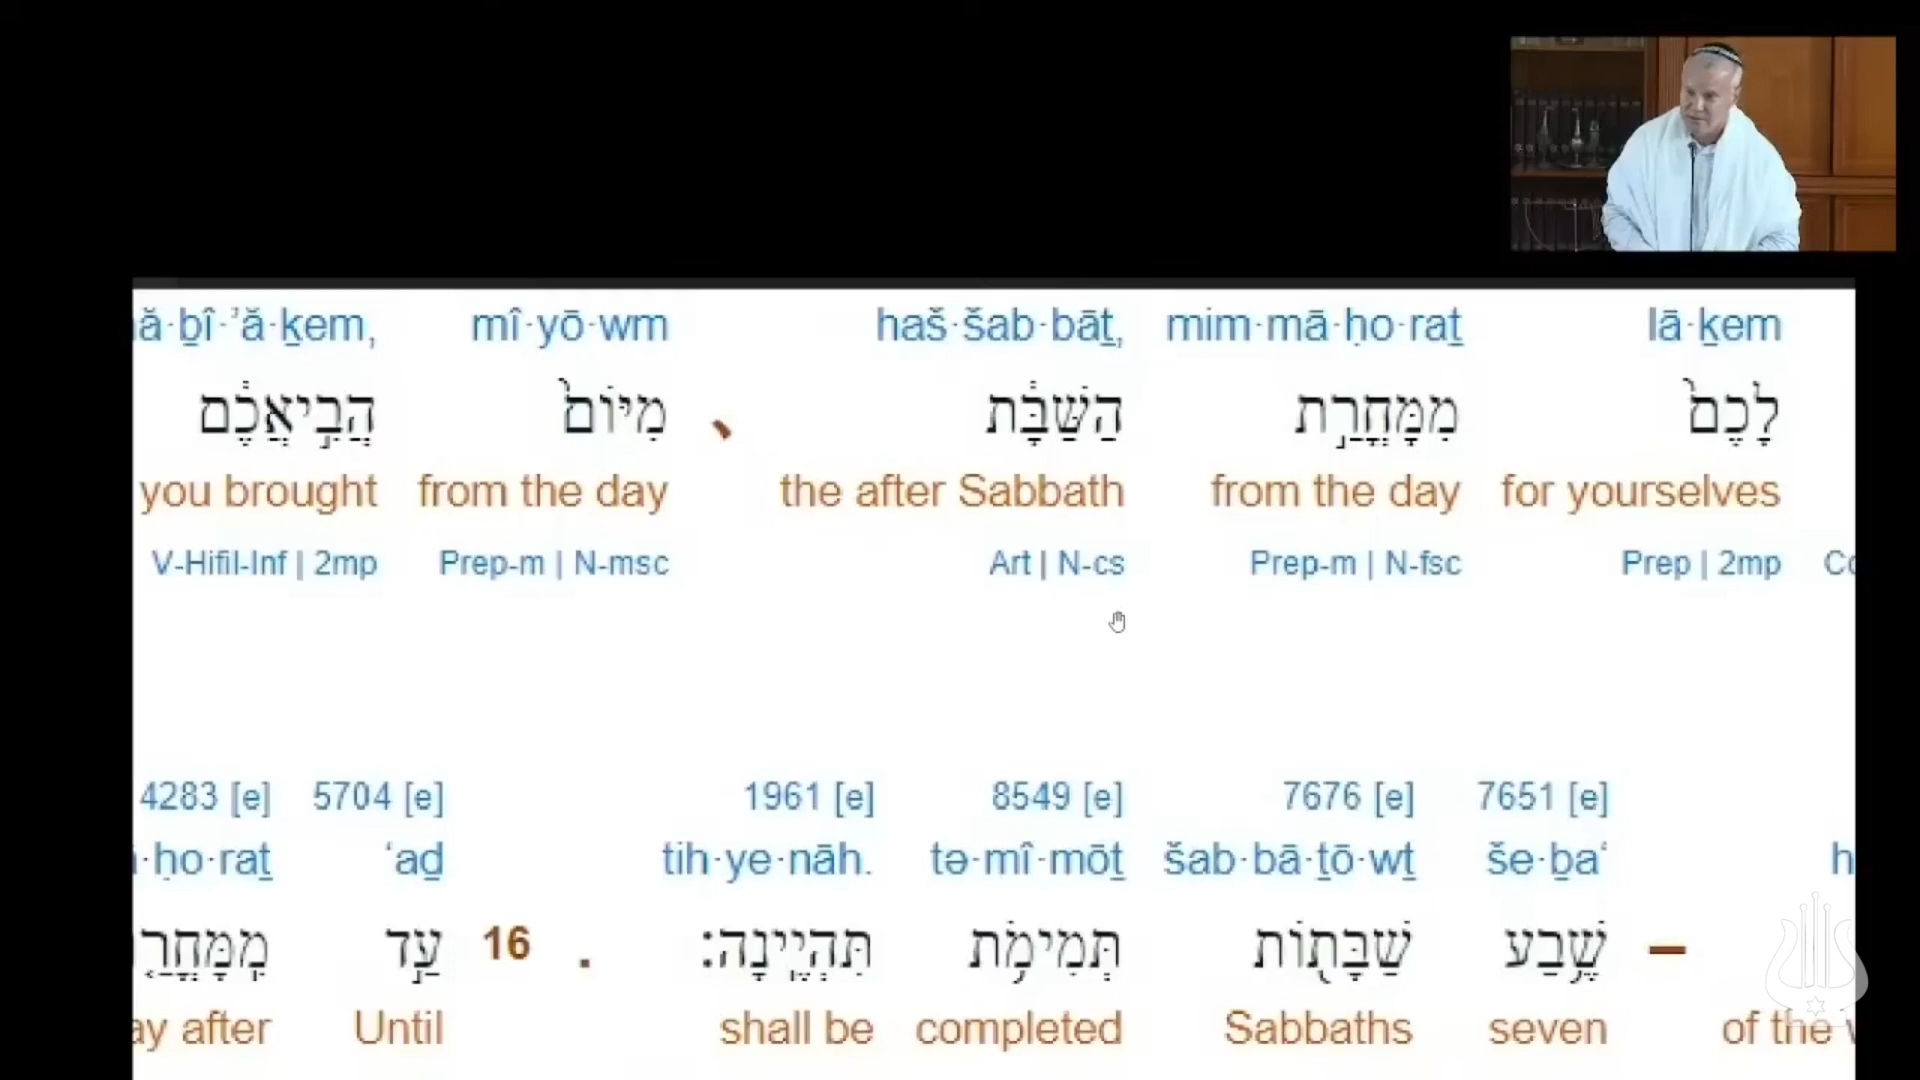 ă·ḇî·’ă·ḵem, mî·yō·wm haš·šab·bāṯ, mim·mā·ḥo·raṯ lā·ḵem
לָכֶם֙ מִמָּחֳרַ֣ת הַשַּׁבָּ֔ת ، מִיּוֹם֙ הֲבִ֣יאֲכֶ֔ם
you brought from the day the after Sabbath from the day for yourselves
V-Hifil-Inf | 2mp Prep-m | N-msc Art | N-cs Prep-m | N-fsc Prep | 2mp
4283 [e] 5704 [e] 1961 [e] 8549 [e] 7676 [e] 7651 [e]
·ḥo·raṯ ‘aḏ tih·ye·nāh. tə·mî·mōṯ šab·bā·ṯō·wṯ še·ḇa‘
– שֶׁ֥בַע שַׁבָּת֖וֹת תְּמִימֹ֥ת תִּהְיֶֽינָה׃ . 16 עַ֣ד מִֽמָּחֳרַ֤
after Until shall be completed Sabbaths seven of the